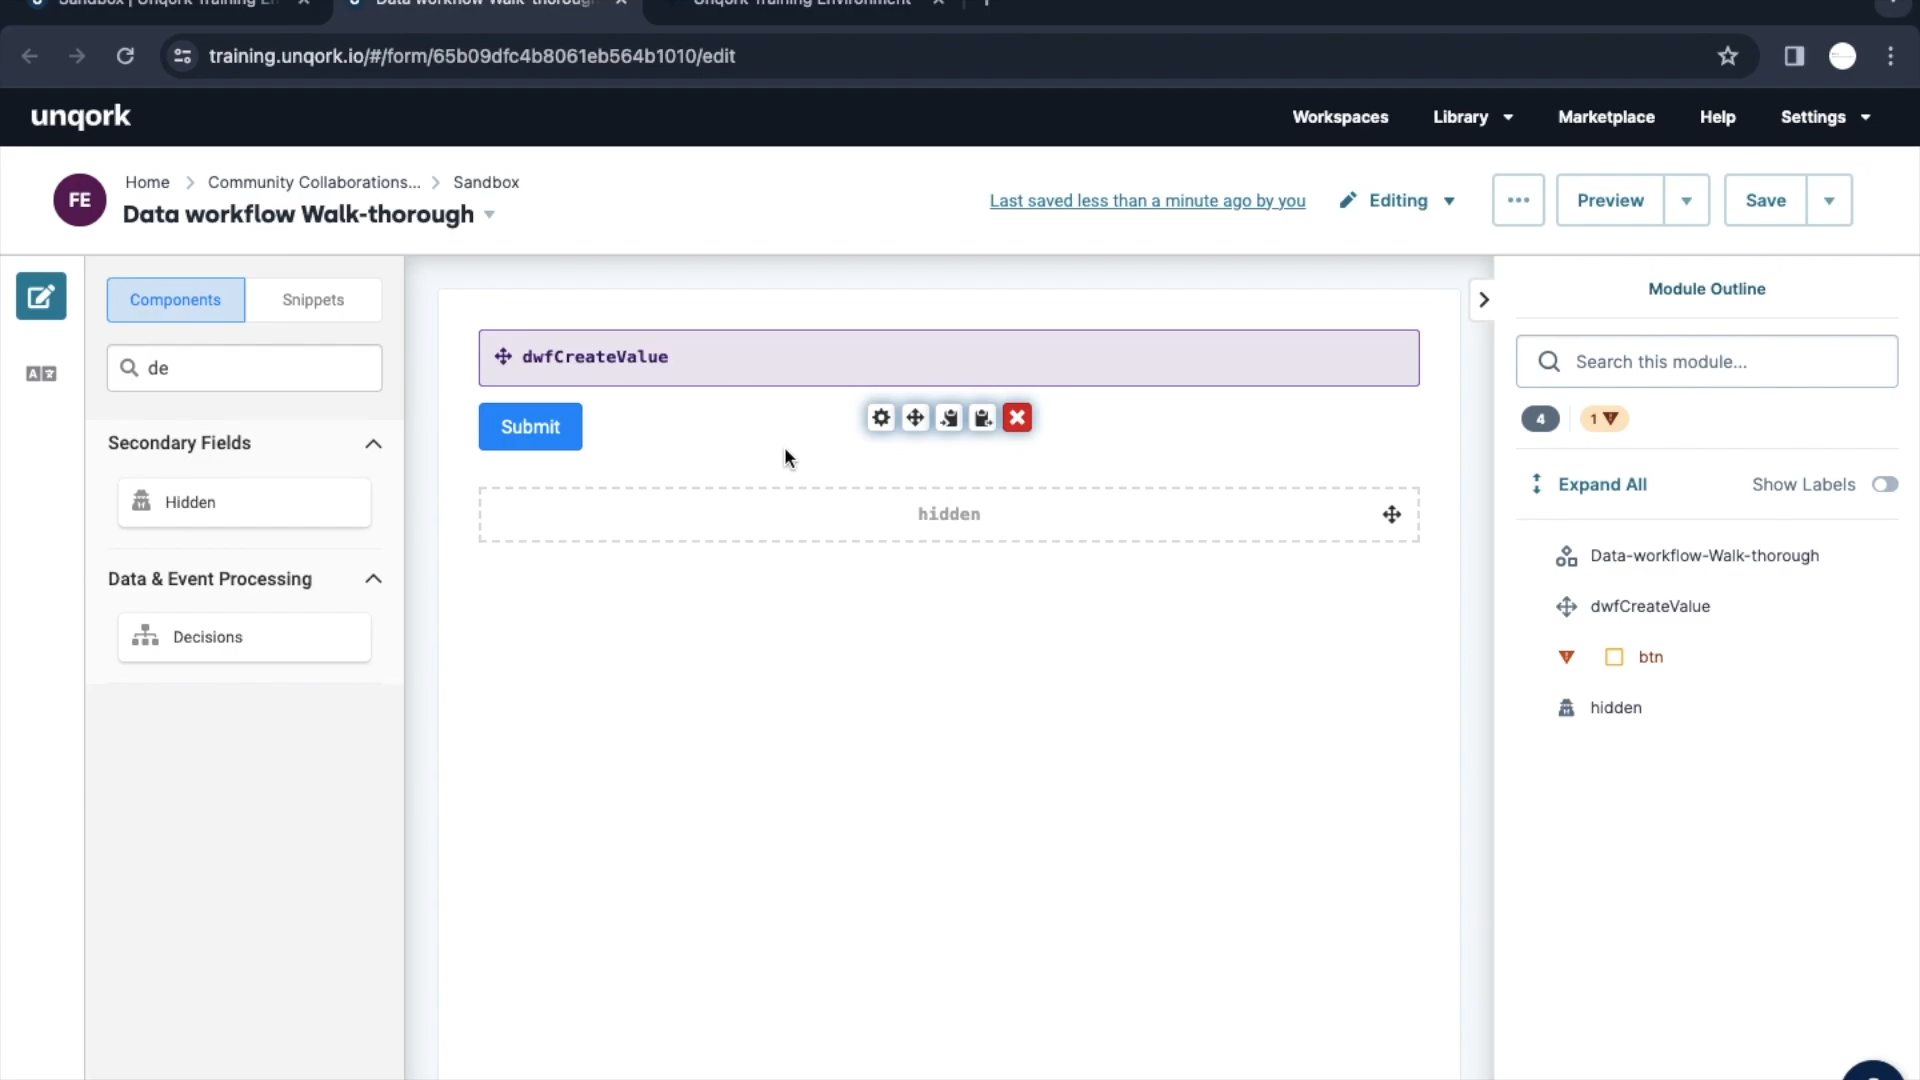 Sandbox | Unqork Training En
Data workflow Walk-thorough
Unqork Training Environment
training.unqork.io/#/form/65b09dfc4b8061eb564b1010/edit
unqork
Workspaces
Library
Marketplace
Help
Settings
FE
Home
Community Collaborations...
Sandbox
Data workflow Walk-thorough
Last saved less than a minute ago by you
Editing
Preview
Save
Components
Snippets
de
Secondary Fields
Hidden
Data & Event Processing
Decisions
dwfCreateValue
Submit
hidden
Module Outline
Search this module...
4
1
Expand All
Show Labels
Data-workflow-Walk-thorough
dwfCreateValue
btn
hidden